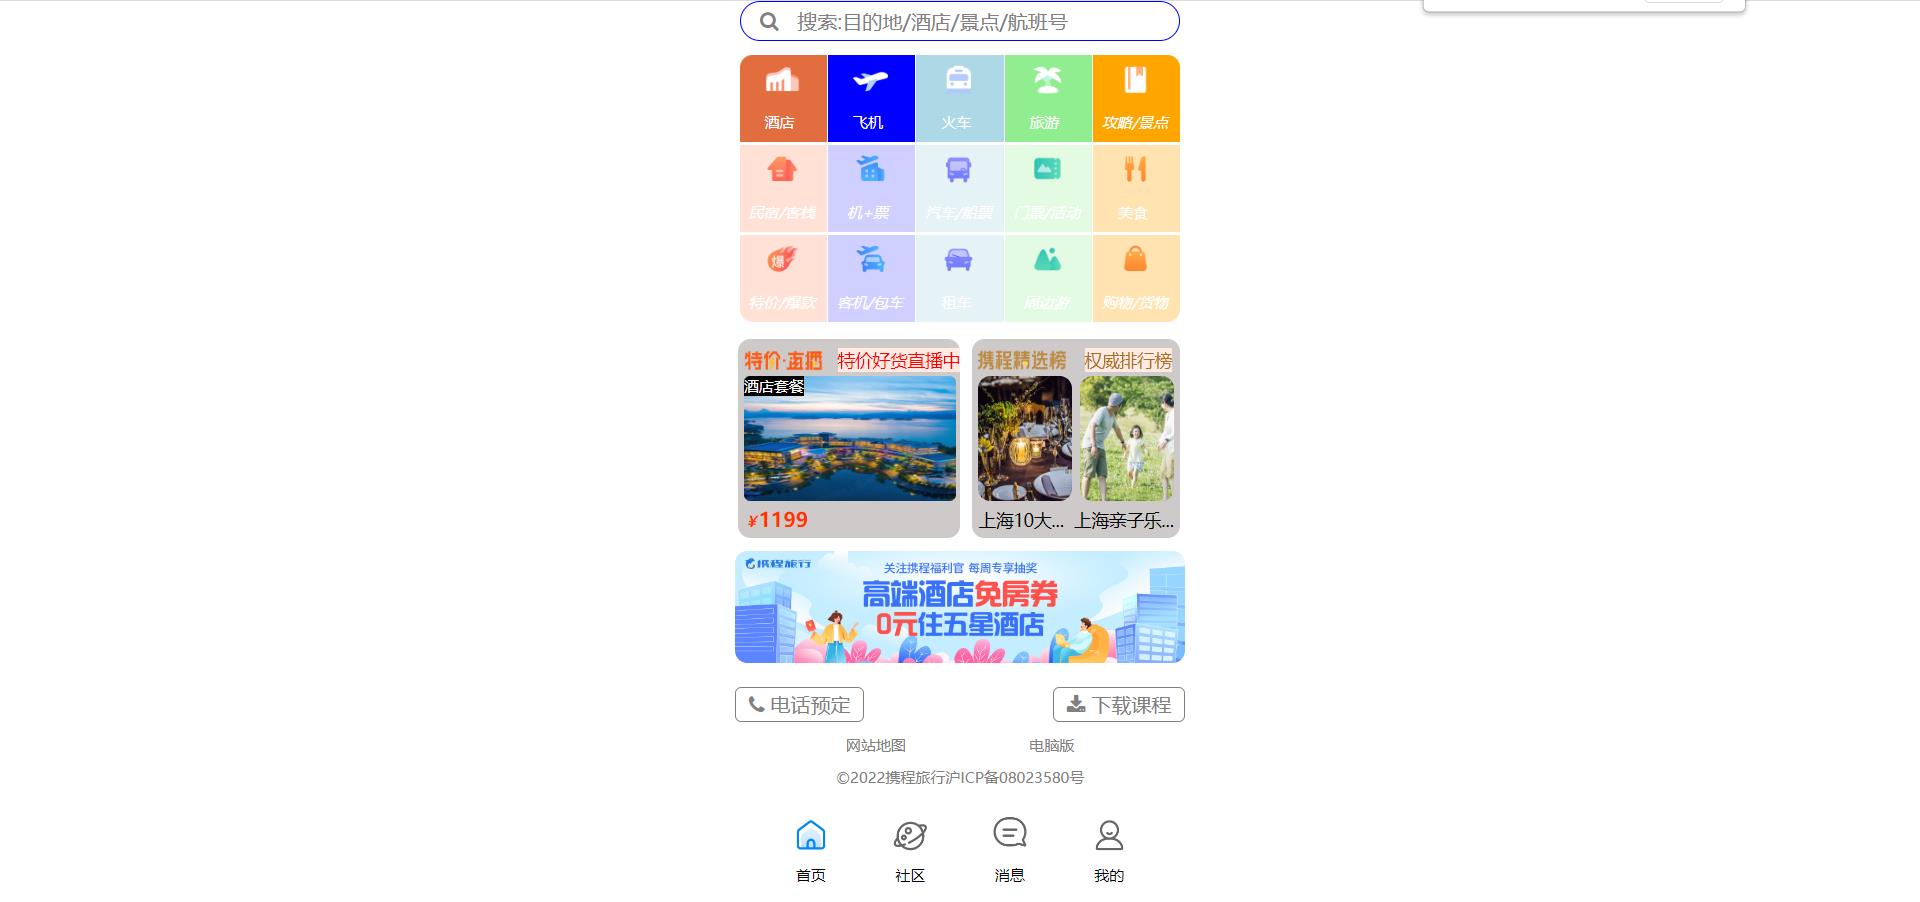 搜索:目的地/酒店/景点/航班号
酒店 飞机 火车 旅游 攻略/景点
民宿/客栈 机+票 汽车/船票 门票/活动 美食
爆
特价/爆款 客机/包车 租车 周边游 购物/货物
特价·直播 特价好货直播中 携程精选榜 权威排行榜
酒店套餐
¥1199 上海10大... 上海亲子乐...
携程旅行
关注携程福利官 每周专享抽奖
高端酒店免房券
0元住五星酒店
电话预定 下载课程
网站地图 电脑版
©2022携程旅行沪ICP备08023580号
首页 社区 消息 我的